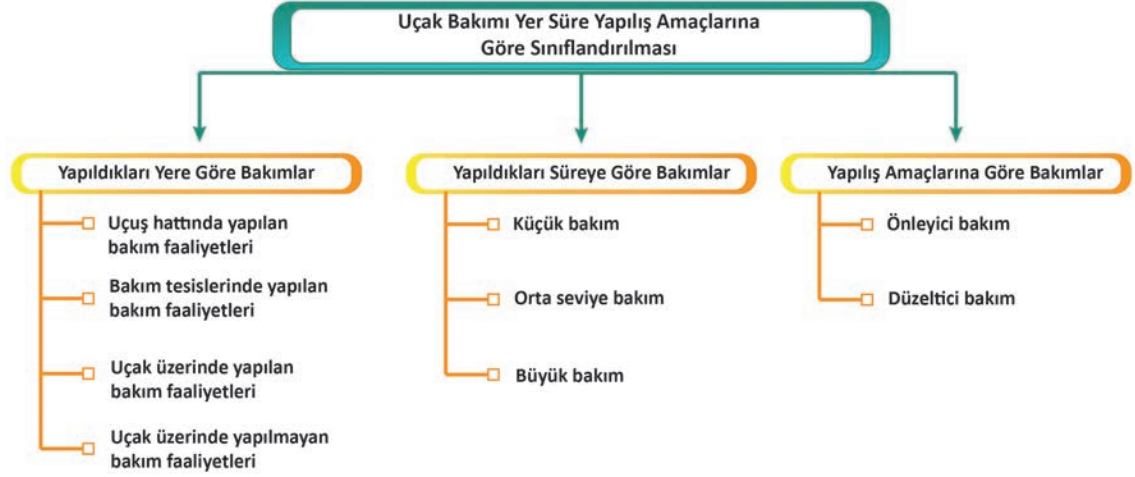 Uçak Bakımı Yer Süre Yapılış Amaçlarına
Göre Sınıflandırılması
Yapıldıkları Yere Göre Bakımlar
Uçuş hattında yapılan
bakım faaliyetleri
Bakım tesislerinde yapılan
bakım faaliyetleri
Uçak üzerinde yapılan
bakım faaliyetleri
Uçak üzerinde yapılmayan
bakım faaliyetleri
Yapıldıkları Süreye Göre Bakımlar
Küçük bakım
Orta seviye bakım
Büyük bakım
Yapılış Amaçlarına Göre Bakımlar
Önleyici bakım
Düzeltici bakım